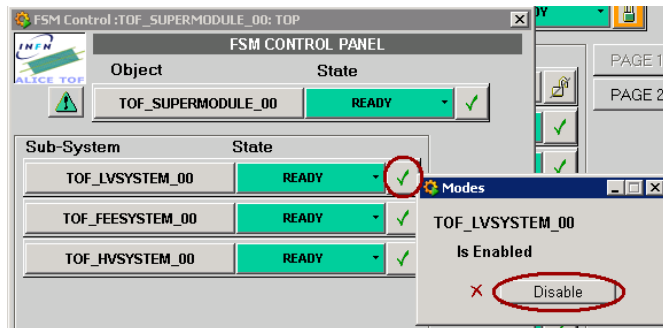 FSM Control :TOF_SUPERMODULE_00: TOP
INFN
ALICE TOF
FSM CONTROL PANEL
Object State
TOF_SUPERMODULE_00 READY
Sub-System State
TOF_LVSYSTEM_00 READY
TOF_FEESYSTEM_00 READY
TOF_HVSYSTEM_00 READY
DY
PAGE 1
PAGE 2
Modes
TOF_LVSYSTEM_00
Is Enabled
Disable